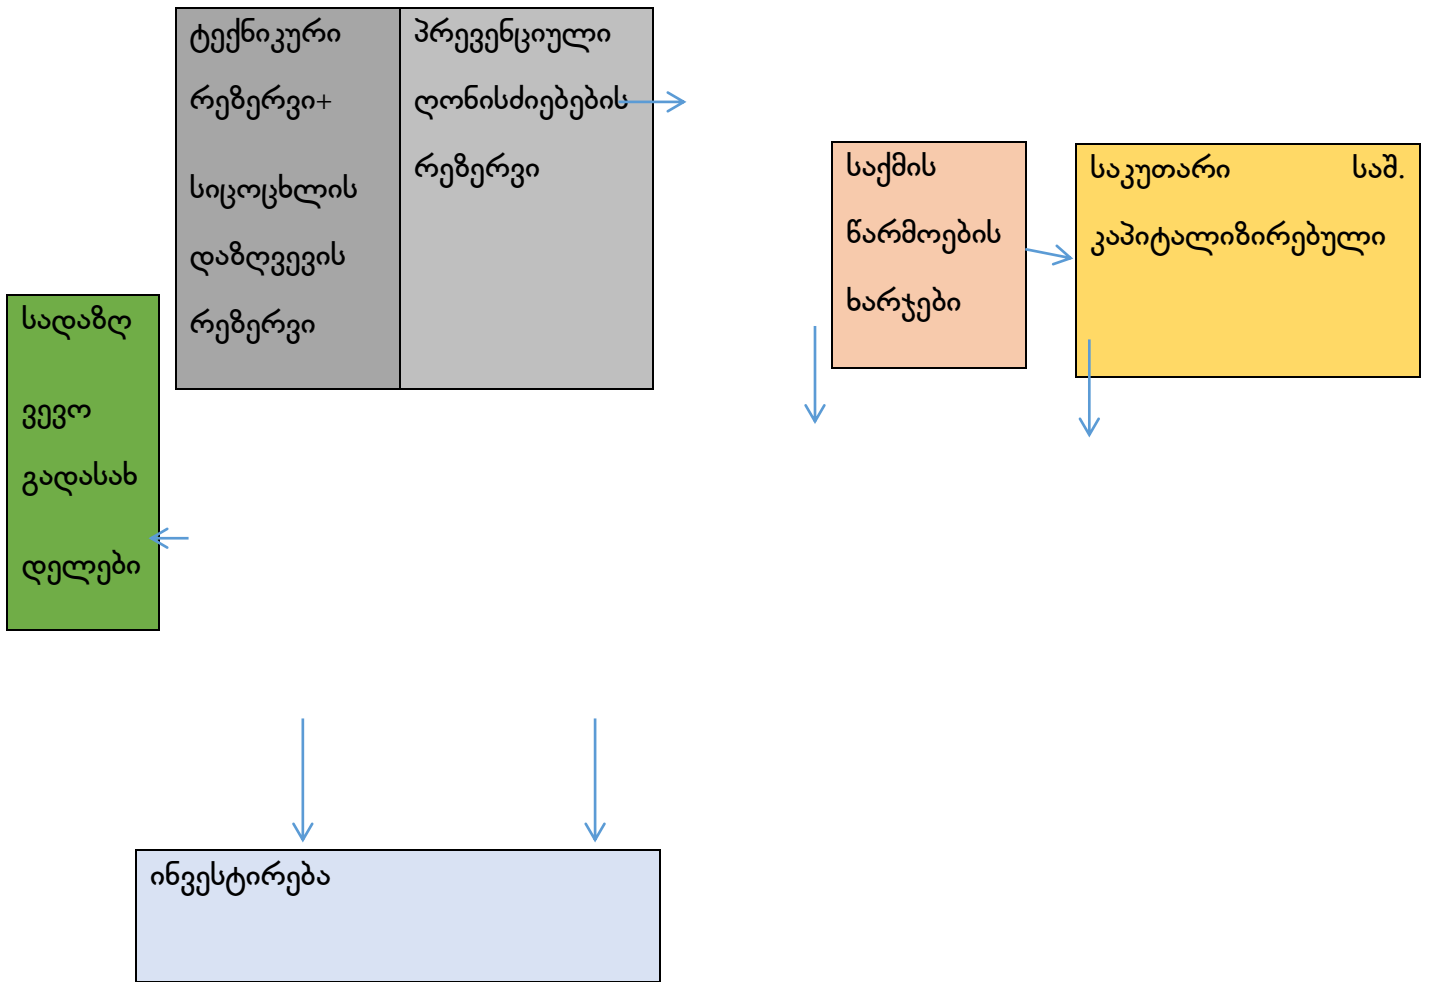 ტექნიკური
რეზერვი+
სიცოცხლის
დაზღვევის
რეზერვი
პრევენციული
ღონისძიებების
რეზერვი
საქმის
წარმოების
ხარჯები
საკუთარი საშ.
კაპიტალიზირებული
სადაზღ
ვევო
გადასახ
დელები
ინვესტირება